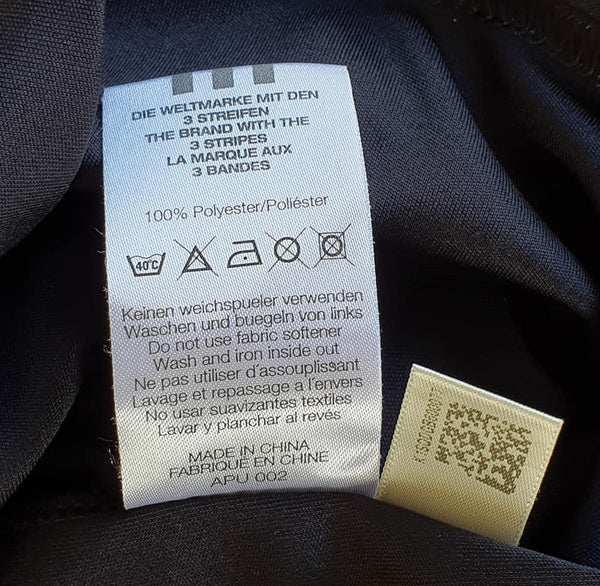 DIE WELTMARKE MIT DEN
3 STREIFEN
THE BRAND WITH THE
3 STRIPES
LA MARQUE AUX
3 BANDES
100% Polyester/Poliéster
40°C
Keinen weichspueler verwenden
Waschen und buegeln von links
Do not use fabric softener
Wash and iron inside out
Ne pas utiliser d'assouplissant
Lavage et repassage a l'envers
No usar suavizantes textiles
Lavar y planchar al revés
MADE IN CHINA
FABRIQUE EN CHINE
APU 002